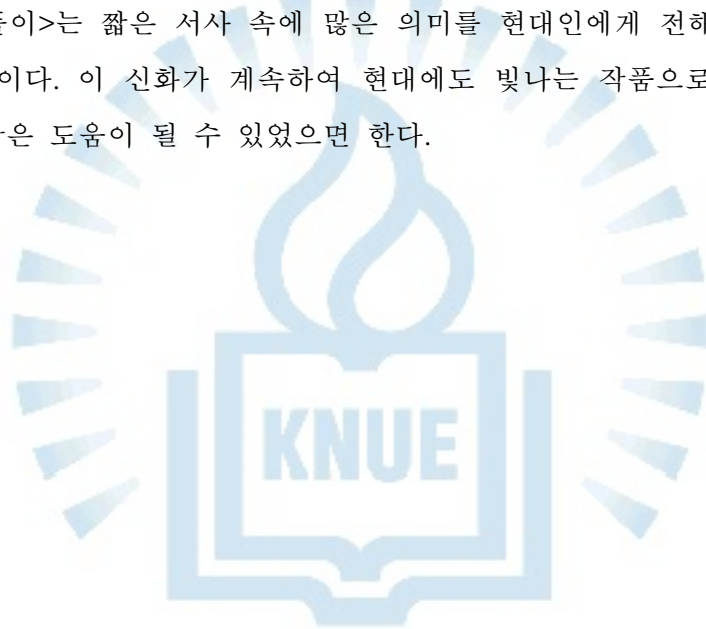 이>는 짧은 서사 속에 많은 의미를 현대인에게 전해
이다. 이 신화가 계속하여 현대에도 빛나는 작품으로
은 도움이 될 수 있었으면 한다.
KNUE